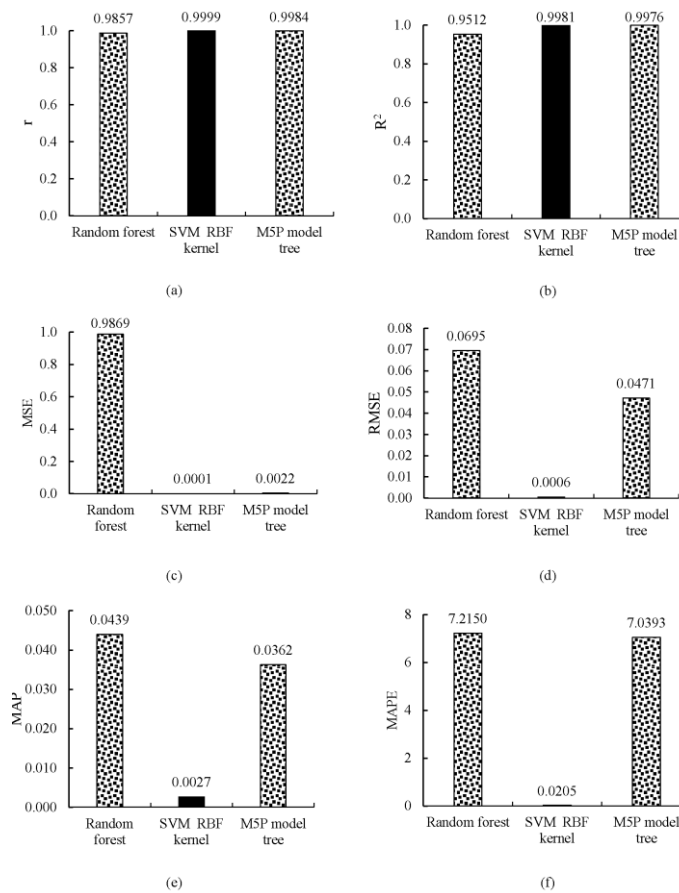 0.9857 0.9999 0.9984
1.0
0.8
0.6
0.4
0.2
0.0
r
Random forest SVM RBF kernel M5P model tree
(a)
0.9512 0.9981 0.9976
1.0
0.8
0.6
0.4
0.2
0.0
R²
Random forest SVM RBF kernel M5P model tree
(b)
0.9869 0.0001 0.0022
1.0
0.8
0.6
0.4
0.2
0.0
MSE
Random forest SVM RBF kernel M5P model tree
(c)
0.0695 0.0006 0.0471
0.08
0.07
0.06
0.05
0.04
0.03
0.02
0.01
0.00
RMSE
Random forest SVM RBF kernel M5P model tree
(d)
0.0439 0.0027 0.0362
0.050
0.040
0.030
0.020
0.010
0.000
MAP
Random forest SVM RBF kernel M5P model tree
(e)
7.2150 0.0205 7.0393
8
6
4
2
0
MAPE
Random forest SVM RBF kernel M5P model tree
(f)